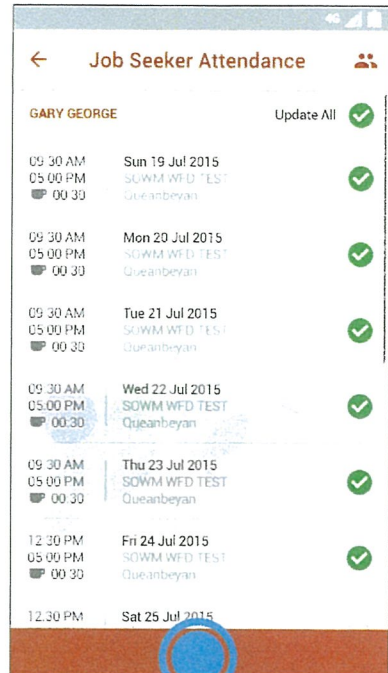 4G
Job Seeker Attendance
GARY GEORGE Update All
09 30 AM Sun 19 Jul 2015
05 00 PM SOWM WFD TEST
00 30 Queanbeyan
09 30 AM Mon 20 Jul 2015
05 00 PM SOWM WFD TEST
00 30 Queanbeyan
09 30 AM Tue 21 Jul 2015
05 00 PM SOWM WFD TEST
00 30 Queanbeyan
09 30 AM Wed 22 Jul 2015
05:00 PM SOWM WFD TEST
00:30 Queanbeyan
09 30 AM Thu 23 Jul 2015
05 00 PM SOWM WFD TEST
00 30 Queanbeyan
12 30 PM Fri 24 Jul 2015
05 00 PM SOWM WFD TEST
00 30 Queanbeyan
12.30 PM Sat 25 Jul 2015